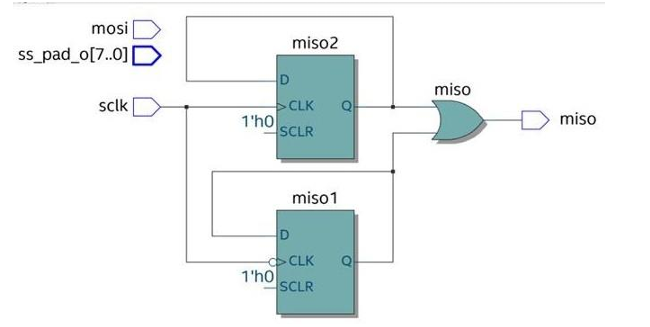 mosi
ss_pad_o[7..0]
sclk
miso2
D
CLK
Q
1'h0
SCLR
miso
miso
miso1
D
CLK
Q
1'h0
SCLR